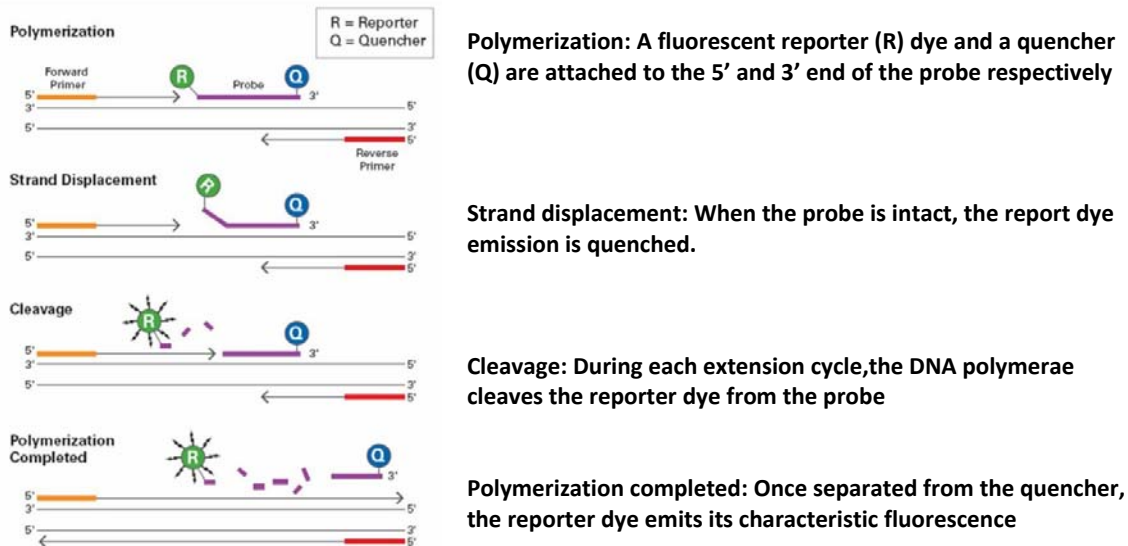 R = Reporter
Q = Quencher
Polymerization
Forward
Primer
R
Probe
Q
5'
3'
3'
5'
5'
3'
5'
Reverse
Primer
Polymerization: A fluorescent reporter (R) dye and a quencher
(Q) are attached to the 5’ and 3’ end of the probe respectively
Strand Displacement
R
Q
5'
3'
3'
5'
5'
3'
5'
Strand displacement: When the probe is intact, the report dye
emission is quenched.
Cleavage
R
Q
5'
3'
3'
5'
5'
3'
5'
Cleavage: During each extension cycle,the DNA polymerae
cleaves the reporter dye from the probe
Polymerization
Completed
R
Q
3'
5'
3'
5'
5'
3'
5'
Polymerization completed: Once separated from the quencher,
the reporter dye emits its characteristic fluorescence